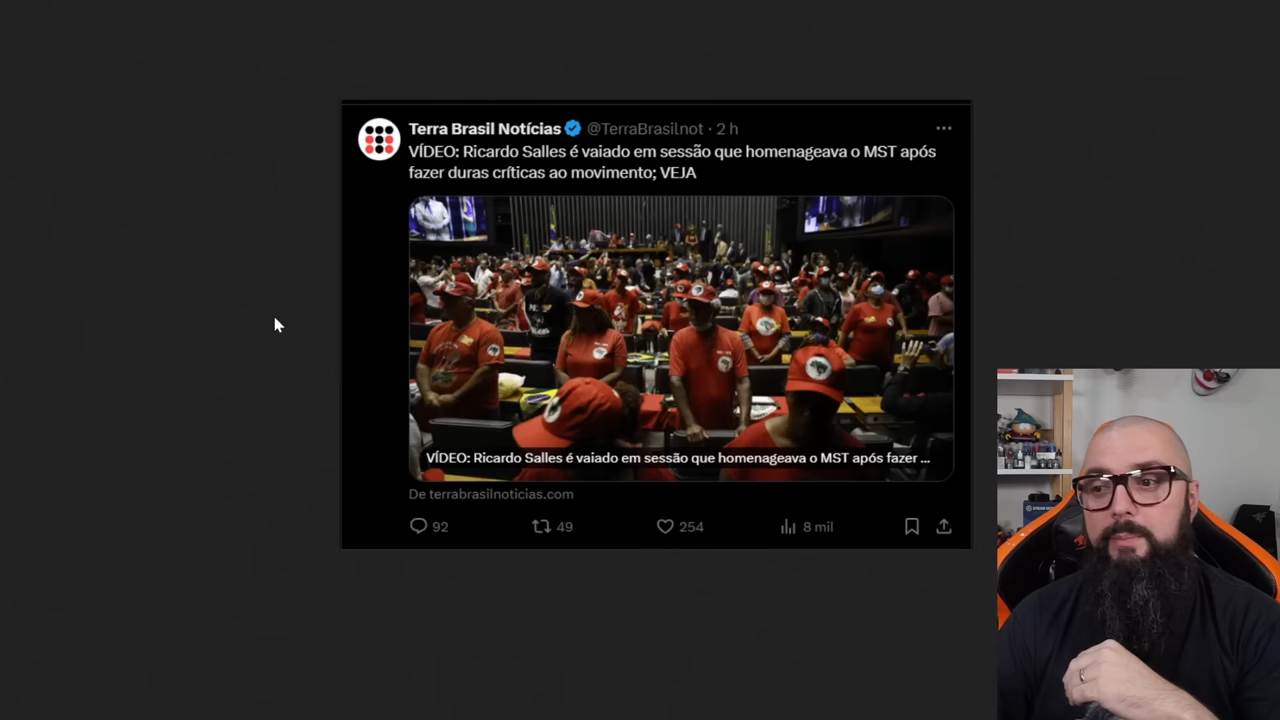 Terra Brasil Notícias @TerraBrasilnot · 2 h
VÍDEO: Ricardo Salles é vaiado em sessão que homenageava o MST após
fazer duras críticas ao movimento; VEJA
VÍDEO: Ricardo Salles é vaiado em sessão que homenageava o MST após fazer ...
De terrabrasilnoticias.com
92 49 254 8 mil